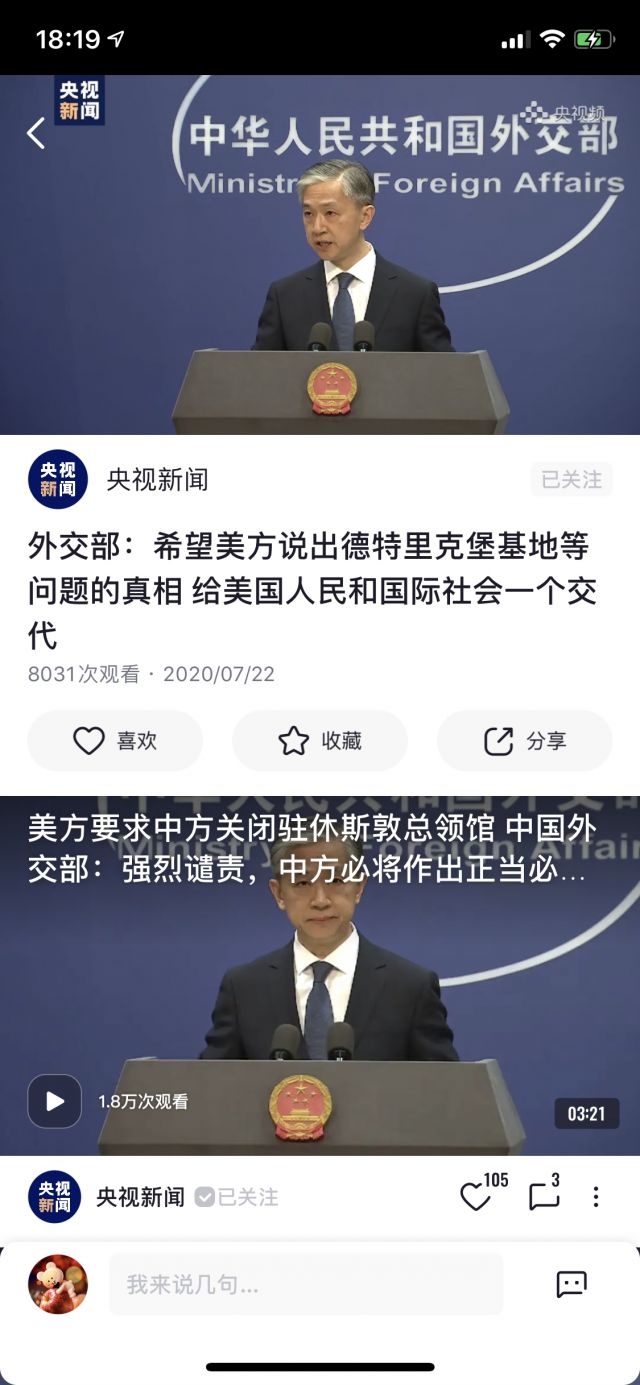 18:19
央视
新闻
央视频
中华人民共和国外交部
Ministr Foreign Affairs
央视
新闻
央视新闻
已关注
外交部：希望美方说出德特里克堡基地等
问题的真相 给美国人民和国际社会一个交
代
8031次观看 · 2020/07/22
喜欢
收藏
分享
美方要求中方关闭驻休斯敦总领馆 中国外
交部：强烈谴责，中方必将作出正当必...
1.8万次观看
03:21
央视
新闻
央视新闻
已关注
105
3
我来说几句...